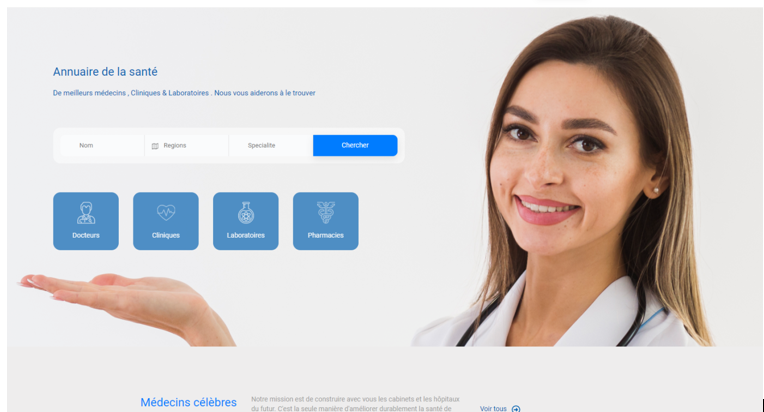 Annuaire de la santé
De meilleurs médecins , Cliniques & Laboratoires . Nous vous aiderons à le trouver
Nom
Regions
Specialite
Chercher
Docteurs
Cliniques
Laboratoires
Pharmacies
Médecins célèbres
Notre mission est de construire avec vous les cabinets et les hôpitaux
du futur. C'est la seule manière d'améliorer durablement la santé de
Voir tous